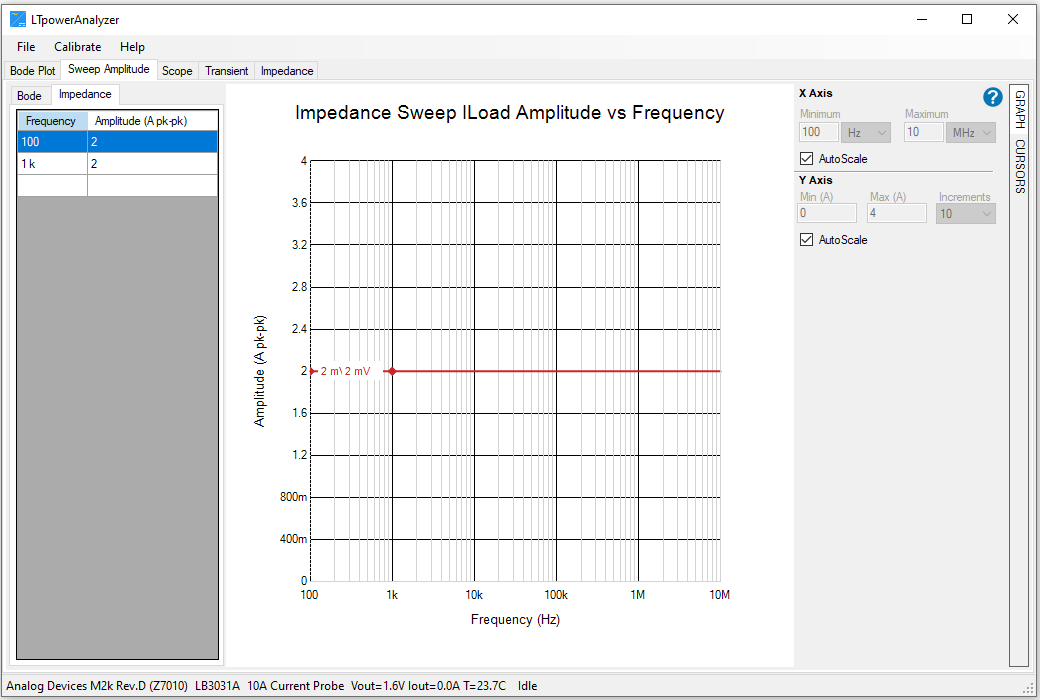 LTpowerAnalyzer
File Calibrate Help
Bode Plot Sweep Amplitude Scope Transient Impedance
Bode Impedance
Frequency Amplitude (A pk-pk)
100 2
1 k 2
Impedance Sweep ILoad Amplitude vs Frequency
4
3.6
3.2
2.8
2.4
2
1.6
1.2
800m
400m
0
Amplitude (A pk-pk)
2 m\ 2 mV
100 1k 10k 100k 1M 10M
Frequency (Hz)
X Axis
?
Minimum Maximum
100 Hz 10 MHz
AutoScale
Y Axis
Min (A) Max (A) Increments
0 4 10
AutoScale
GRAPH
CURSORS
Analog Devices M2k Rev.D (Z7010) LB3031A 10A Current Probe Vout=1.6V Iout=0.0A T=23.7C Idle